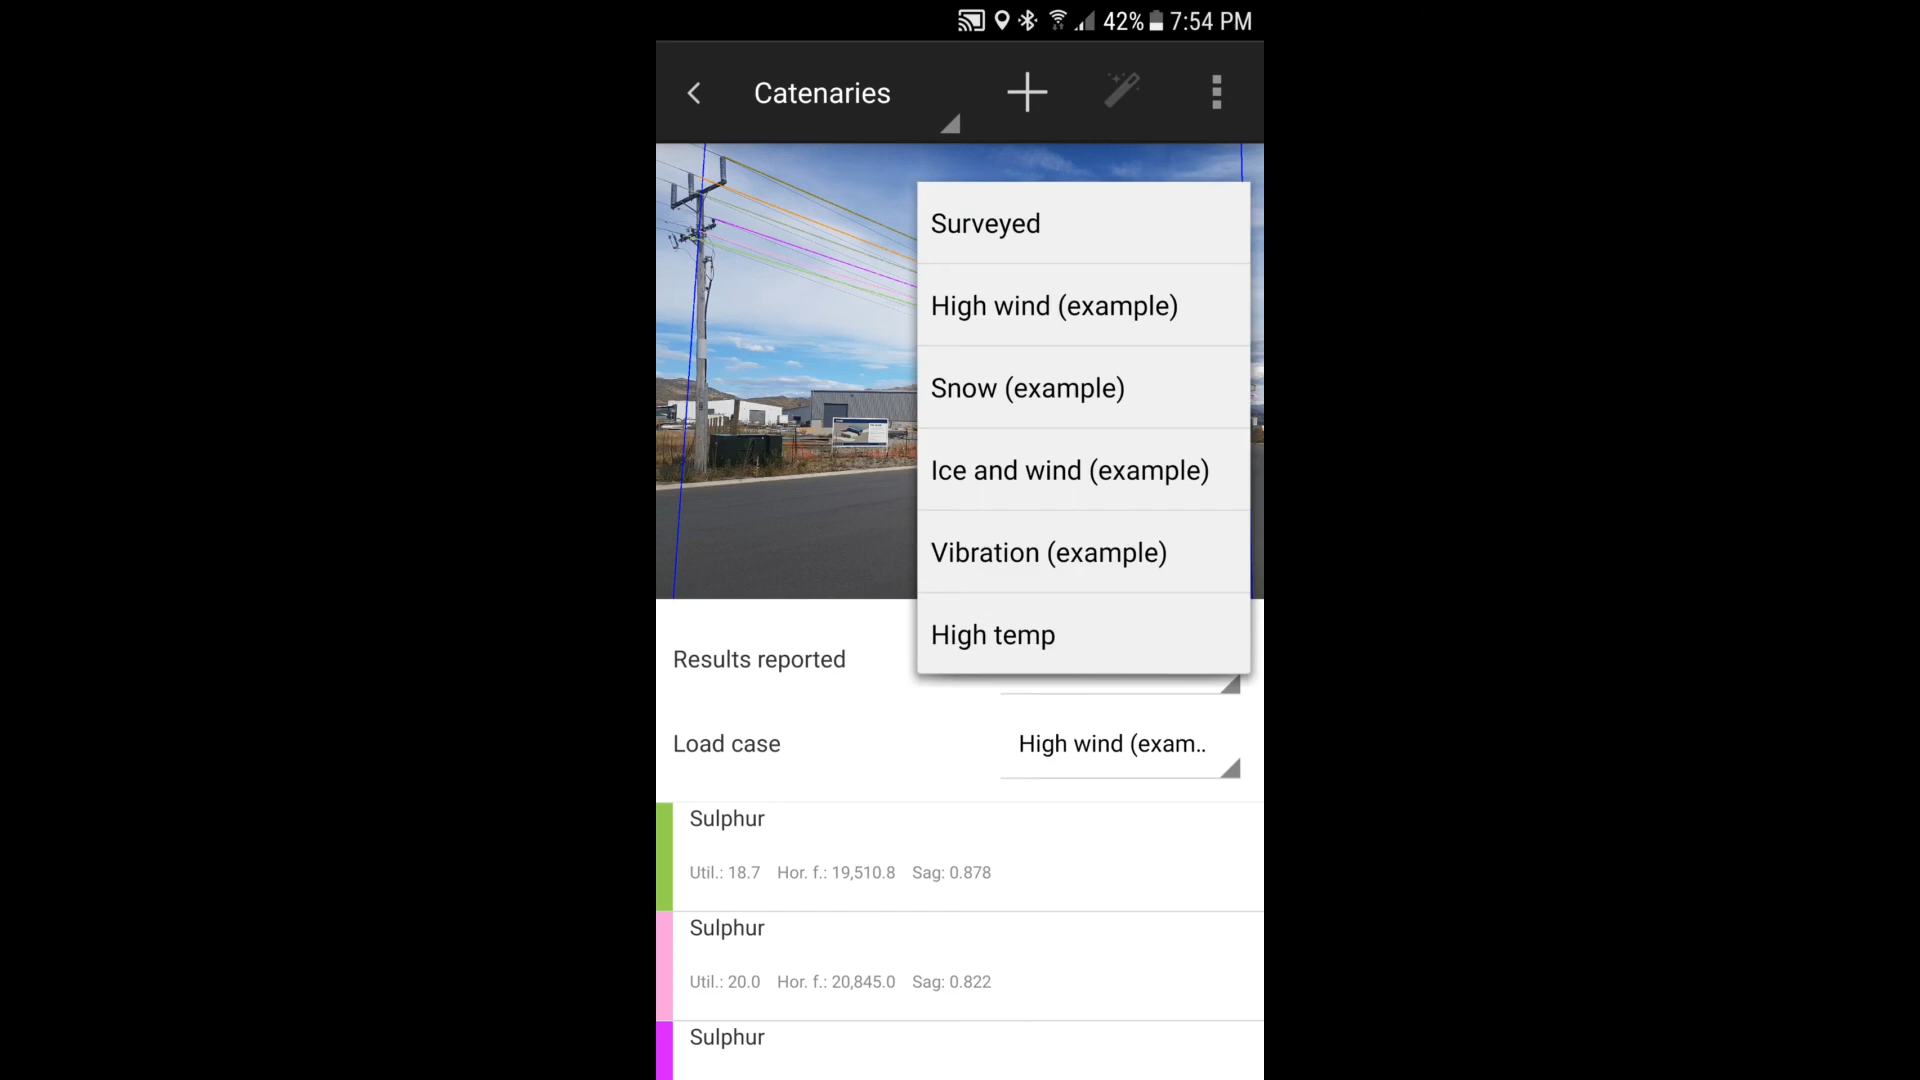 42% 7:54 PM
Catenaries
Surveyed
High wind (example)
Snow (example)
Ice and wind (example)
Vibration (example)
High temp
Results reported
Load case
High wind (exam..
Sulphur
Util.: 18.7 Hor. f.: 19,510.8 Sag: 0.878
Sulphur
Util.: 20.0 Hor. f.: 20,845.0 Sag: 0.822
Sulphur